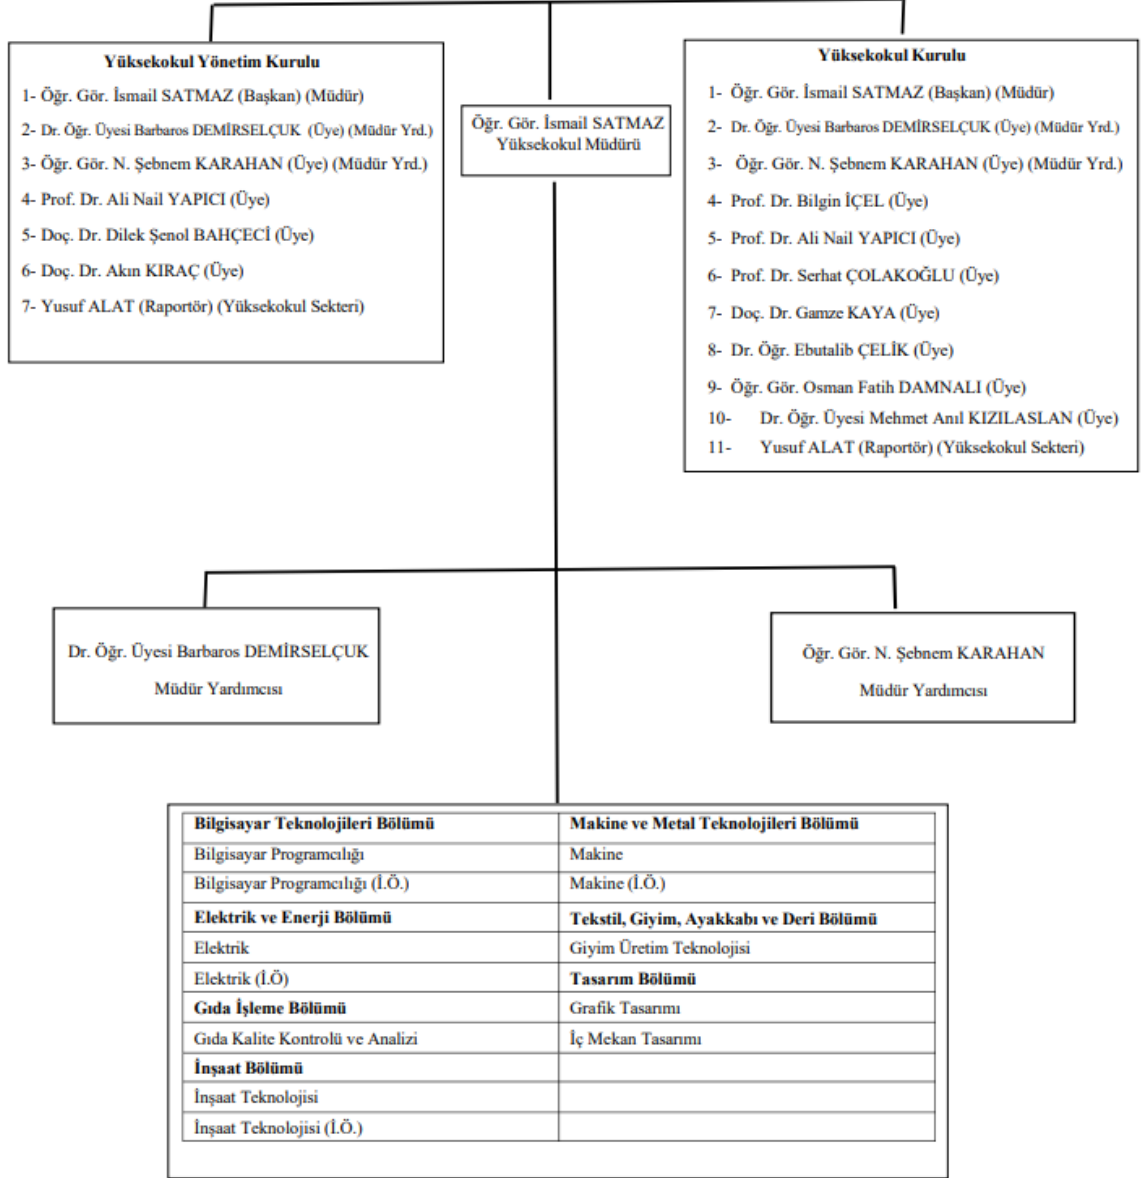 Yüksekokul Yönetim Kurulu
1- Öğr. Gör. İsmail SATMAZ (Başkan) (Müdür)
2- Dr. Öğr. Üyesi Barbaros DEMİRSELÇUK (Üye) (Müdür Yrd.)
3- Öğr. Gör. N. Şebnem KARAHAN (Üye) (Müdür Yrd.)
4- Prof. Dr. Ali Nail YAPICI (Üye)
5- Doç. Dr. Dilek Şenol BAHÇECİ (Üye)
6- Doç. Dr. Akın KIRAÇ (Üye)
7- Yusuf ALAT (Raportör) (Yüksekokul Sekteri)
Öğr. Gör. İsmail SATMAZ
Yüksekokul Müdürü
Yüksekokul Kurulu
1- Öğr. Gör. İsmail SATMAZ (Başkan) (Müdür)
2- Dr. Öğr. Üyesi Barbaros DEMİRSELÇUK (Üye) (Müdür Yrd.)
3- Öğr. Gör. N. Şebnem KARAHAN (Üye) (Müdür Yrd.)
4- Prof. Dr. Bilgin İÇEL (Üye)
5- Prof. Dr. Ali Nail YAPICI (Üye)
6- Prof. Dr. Serhat ÇOLAKOĞLU (Üye)
7- Doç. Dr. Gamze KAYA (Üye)
8- Dr. Öğr. Ebutalib ÇELİK (Üye)
9- Öğr. Gör. Osman Fatih DAMNALI (Üye)
10- Dr. Öğr. Üyesi Mehmet Anıl KIZILASLAN (Üye)
11- Yusuf ALAT (Raportör) (Yüksekokul Sekteri)
Dr. Öğr. Üyesi Barbaros DEMİRSELÇUK
Müdür Yardımcısı
Öğr. Gör. N. Şebnem KARAHAN
Müdür Yardımcısı
Bilgisayar Teknolojileri Bölümü Makine ve Metal Teknolojileri Bölümü
Bilgisayar Programcılığı Makine
Bilgisayar Programcılığı (İ.Ö.) Makine (İ.Ö.)
Elektrik ve Enerji Bölümü Tekstil, Giyim, Ayakkabı ve Deri Bölümü
Elektrik Giyim Üretim Teknolojisi
Elektrik (İ.Ö) Tasarım Bölümü
Gıda İşleme Bölümü Grafik Tasarımı
Gıda Kalite Kontrolü ve Analizi İç Mekan Tasarımı
İnşaat Bölümü
İnşaat Teknolojisi
İnşaat Teknolojisi (İ.Ö.)